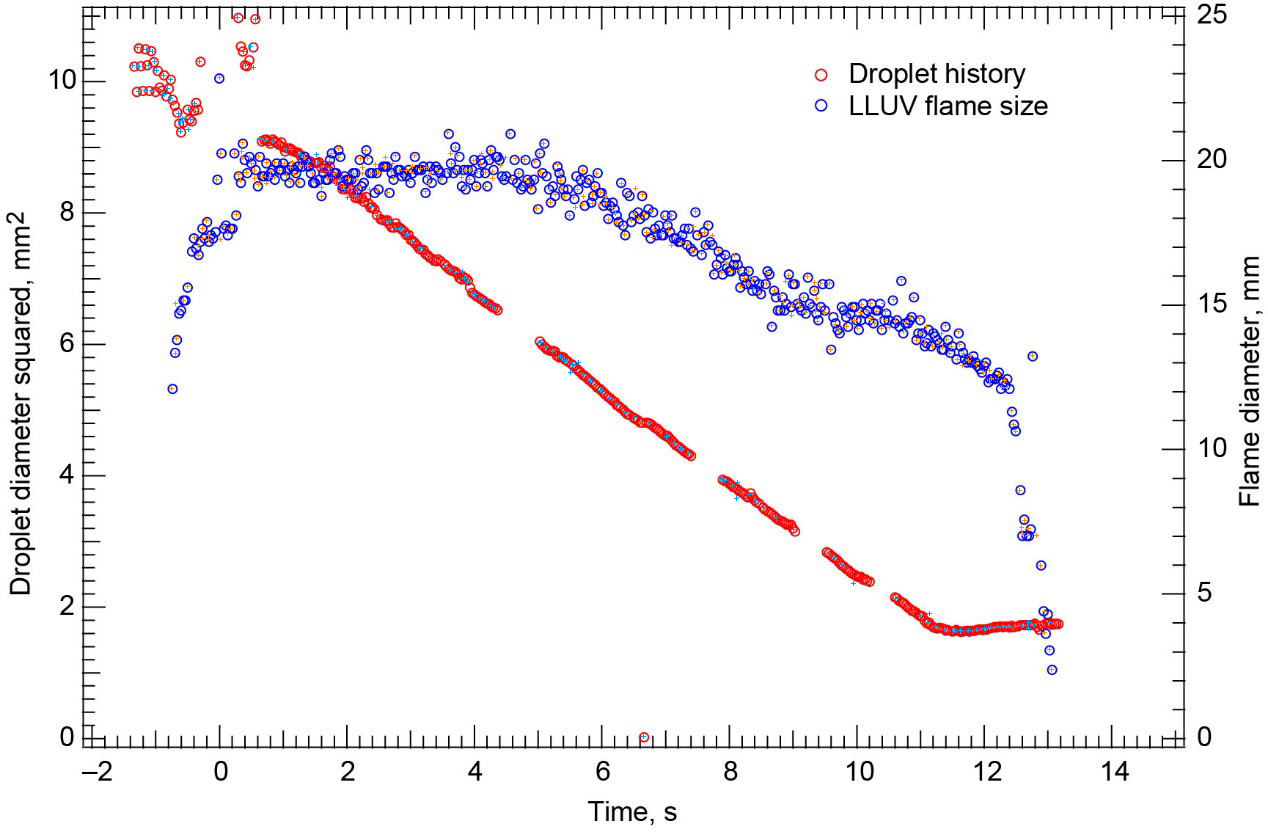 25
10
Droplet history
LLUV flame size
20
8
Droplet diameter squared, mm2
Flame diameter, mm
15
6
10
4
5
2
0
0
–2 0 2 4 6 8 10 12 14
Time, s